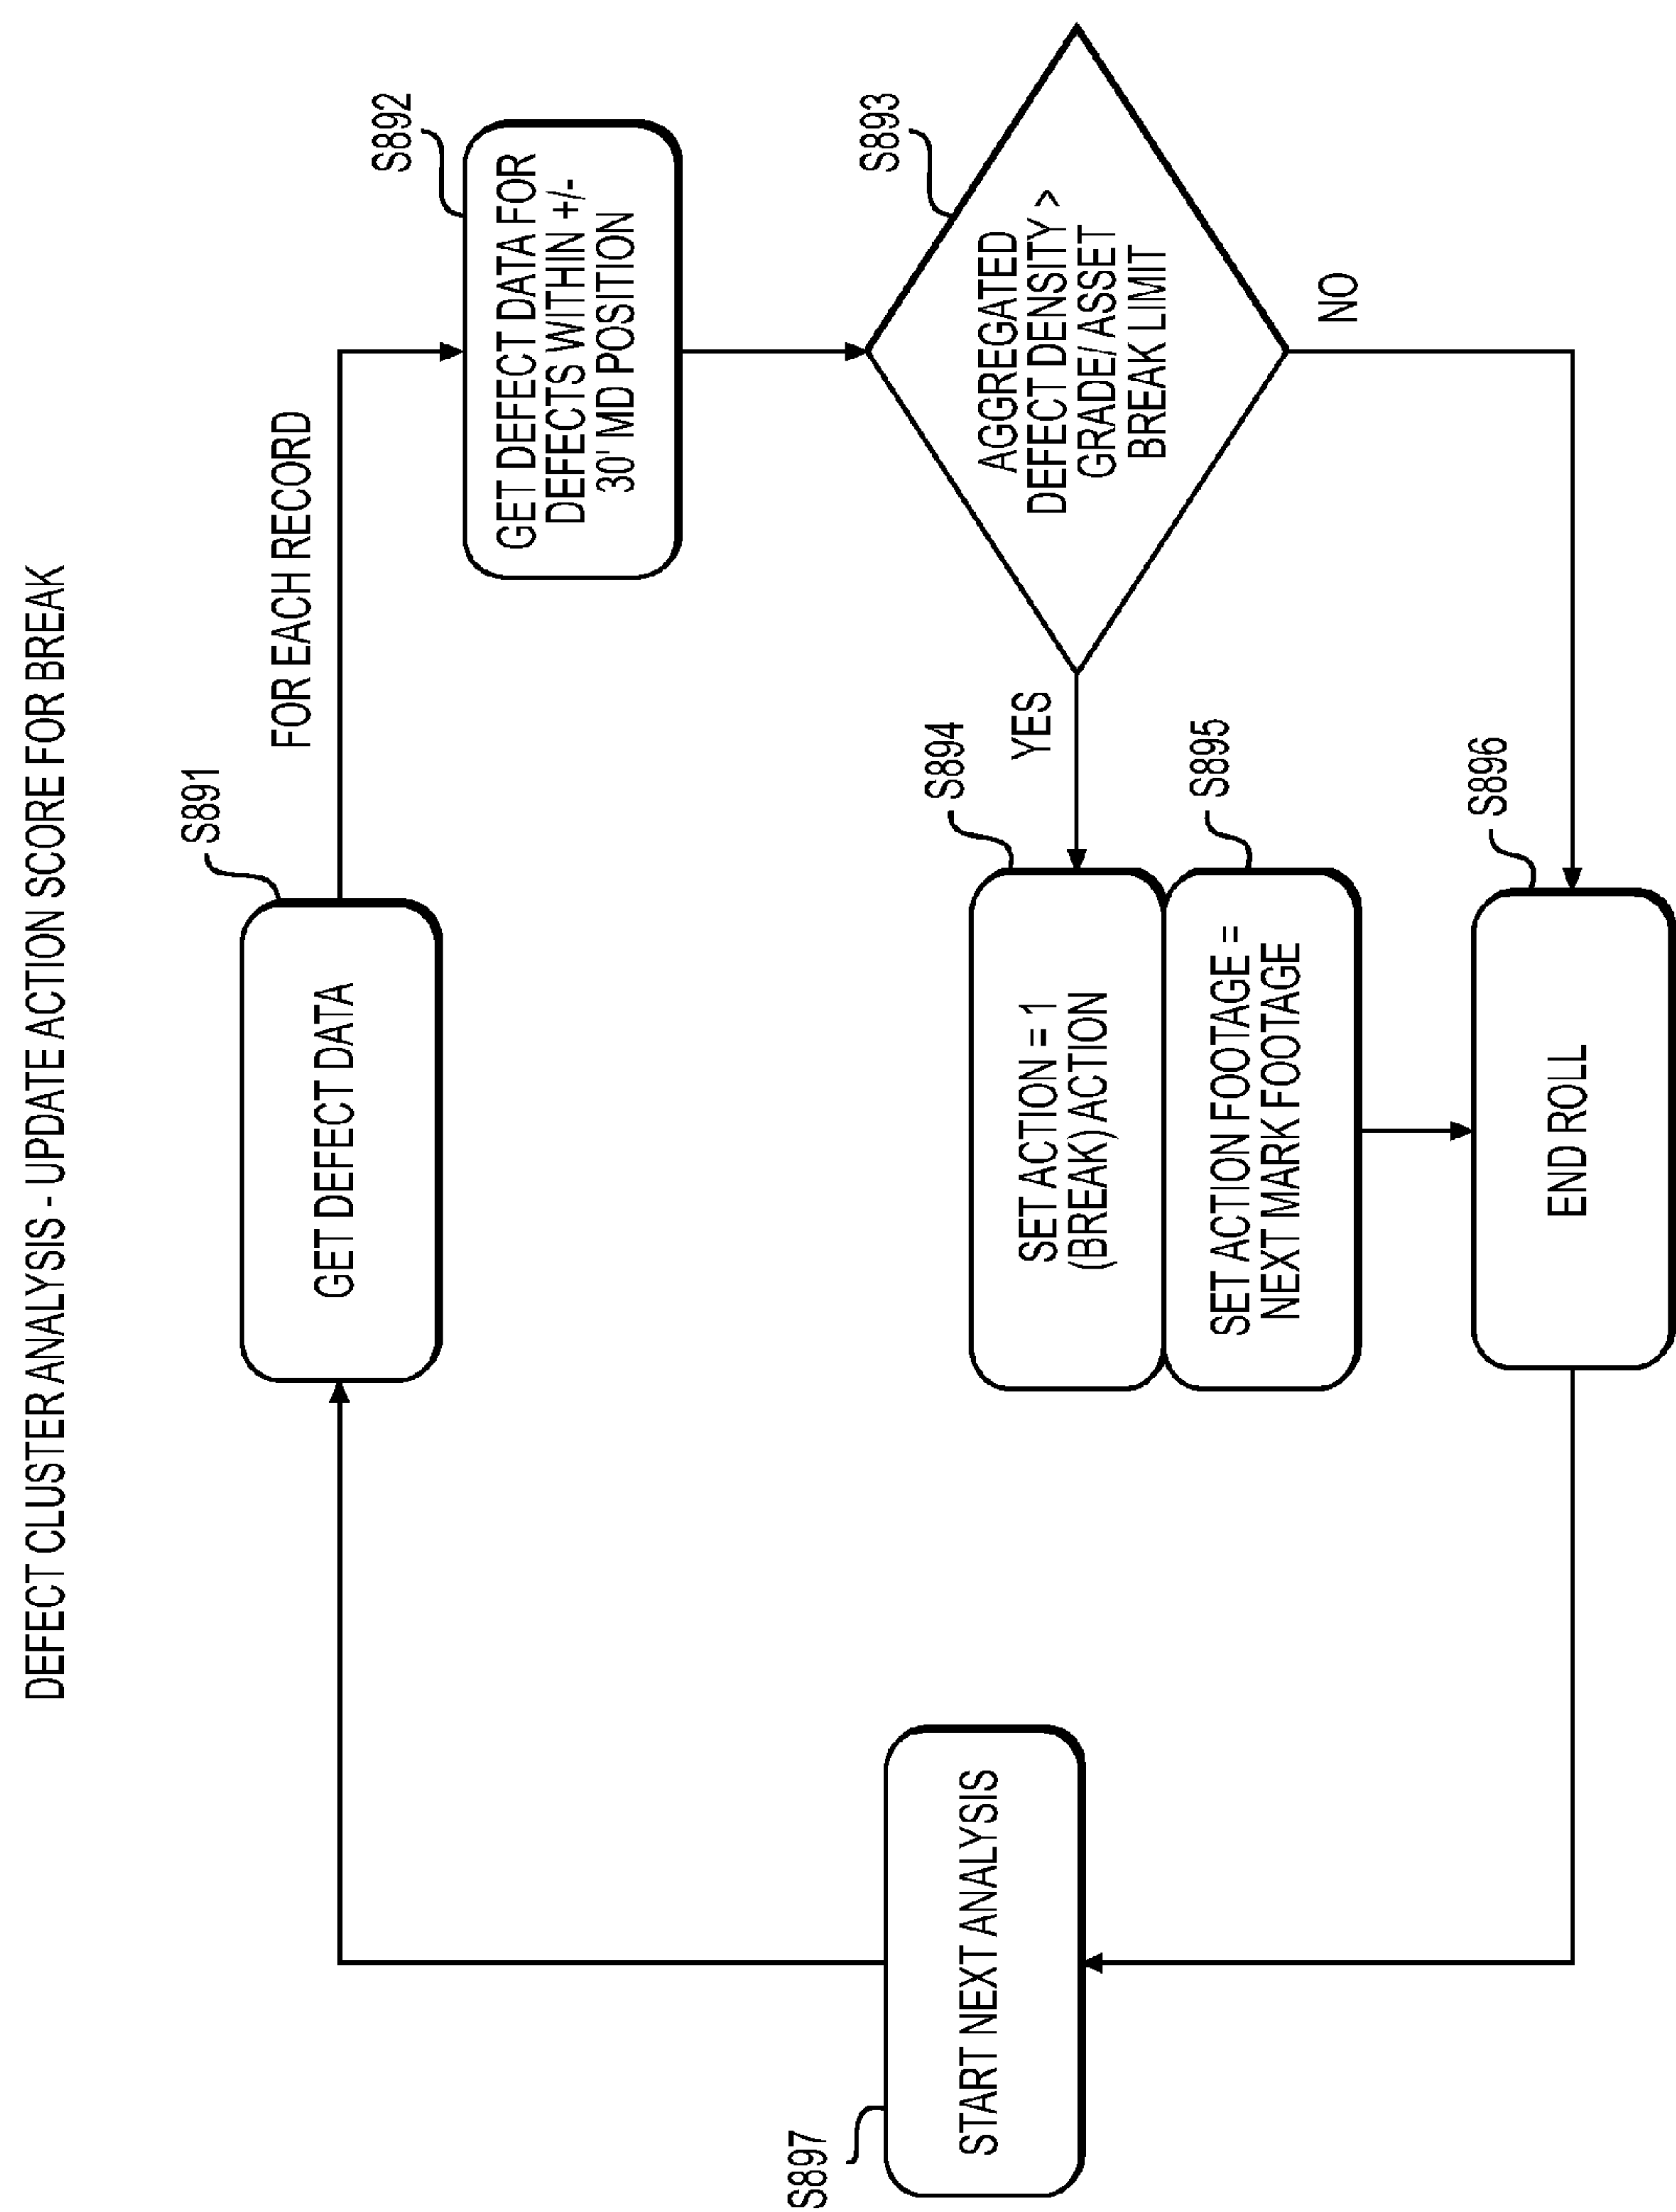 DEFECT CLUSTER ANALYSIS - UPDATE ACTION SCORE FOR BREAK
S891
GET DEFECT DATA
FOR EACH RECORD
S892
GET DEFECT DATA FOR
DEFECTS WITHIN +/-
30' MD POSITION
S893
AGGREGATED
DEFECT DENSITY >
GRADE/ ASSET
BREAK LIMIT
YES
NO
S894
SET ACTION = 1
(BREAK) ACTION
S895
SET ACTION FOOTAGE =
NEXT MARK FOOTAGE
S896
END ROLL
S897
START NEXT ANALYSIS